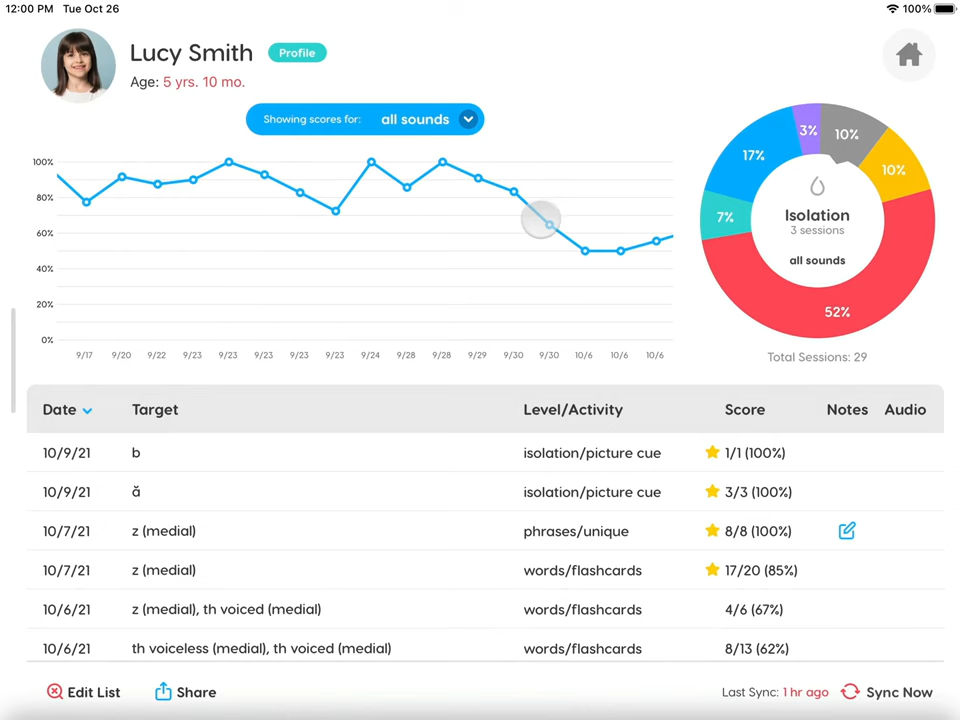 12:00 PM Tue Oct 26 100%
Lucy Smith Profile
Age: 5 yrs. 10 mo.
Showing scores for: all sounds
100%
80%
60%
40%
20%
0%
9/17 9/20 9/22 9/23 9/23 9/23 9/23 9/23 9/24 9/28 9/28 9/29 9/30 9/30 10/6 10/6 10/6
3%
10%
17%
10%
7%
52%
Isolation
3 sessions
all sounds
Total Sessions: 29
Date Target Level/Activity Score Notes Audio
10/9/21 b isolation/picture cue 1/1 (100%)
10/9/21 ă isolation/picture cue 3/3 (100%)
10/7/21 z (medial) phrases/unique 8/8 (100%)
10/7/21 z (medial) words/flashcards 17/20 (85%)
10/6/21 z (medial), th voiced (medial) words/flashcards 4/6 (67%)
10/6/21 th voiceless (medial), th voiced (medial) words/flashcards 8/13 (62%)
Edit List Share Last Sync: 1 hr ago Sync Now